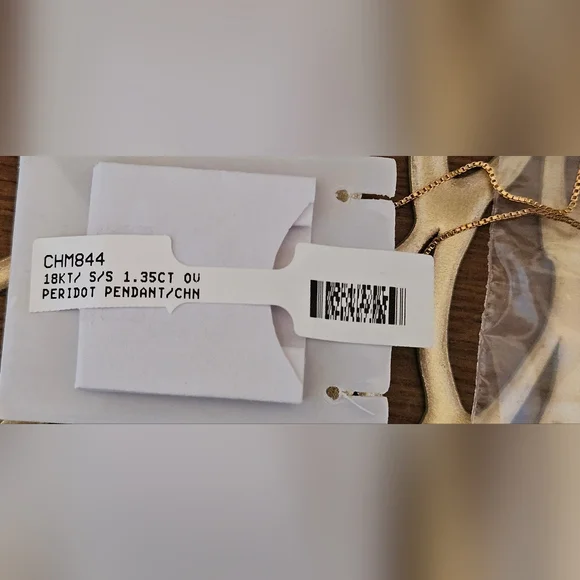 CHM844
18KT/ S/S 1.35CT OV
PERIDOT PENDANT/CHN